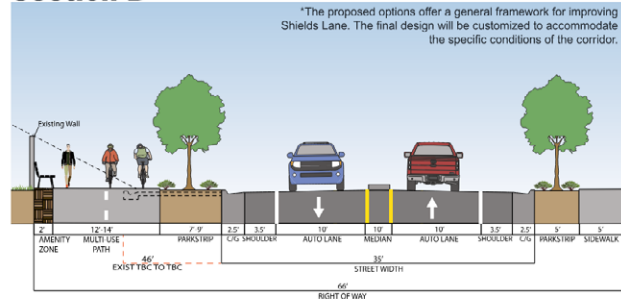 *The proposed options offer a general framework for improving
Shields Lane. The final design will be customized to accommodate
the specific conditions of the corridor.
Existing Wall
2' 12'-14' 7'-9' 2.5' 3.5' 10' 10' 10' 3.5' 2.5' 5' 5'
AMENITY ZONE MULTI USE PATH PARKSTRIP C/G SHOULDER AUTO LANE MEDIAN AUTO LANE SHOULDER C/G PARKSTRIP SIDEWALK
46'
EXIST TBC TO TBC
35'
STREET WIDTH
66'
RIGHT OF WAY